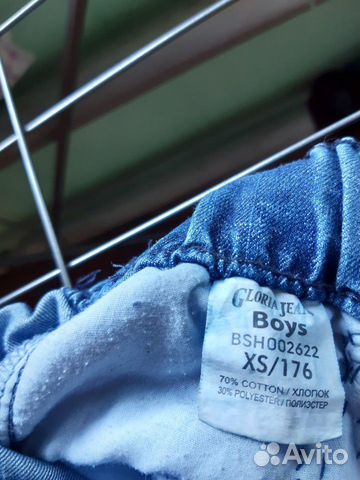 GLORIA JEANS
Boys
BSH002622
XS/176
70% COTTON / ХЛОПОК
30% POLYESTER / ПОЛИЭСТЕР
Avito